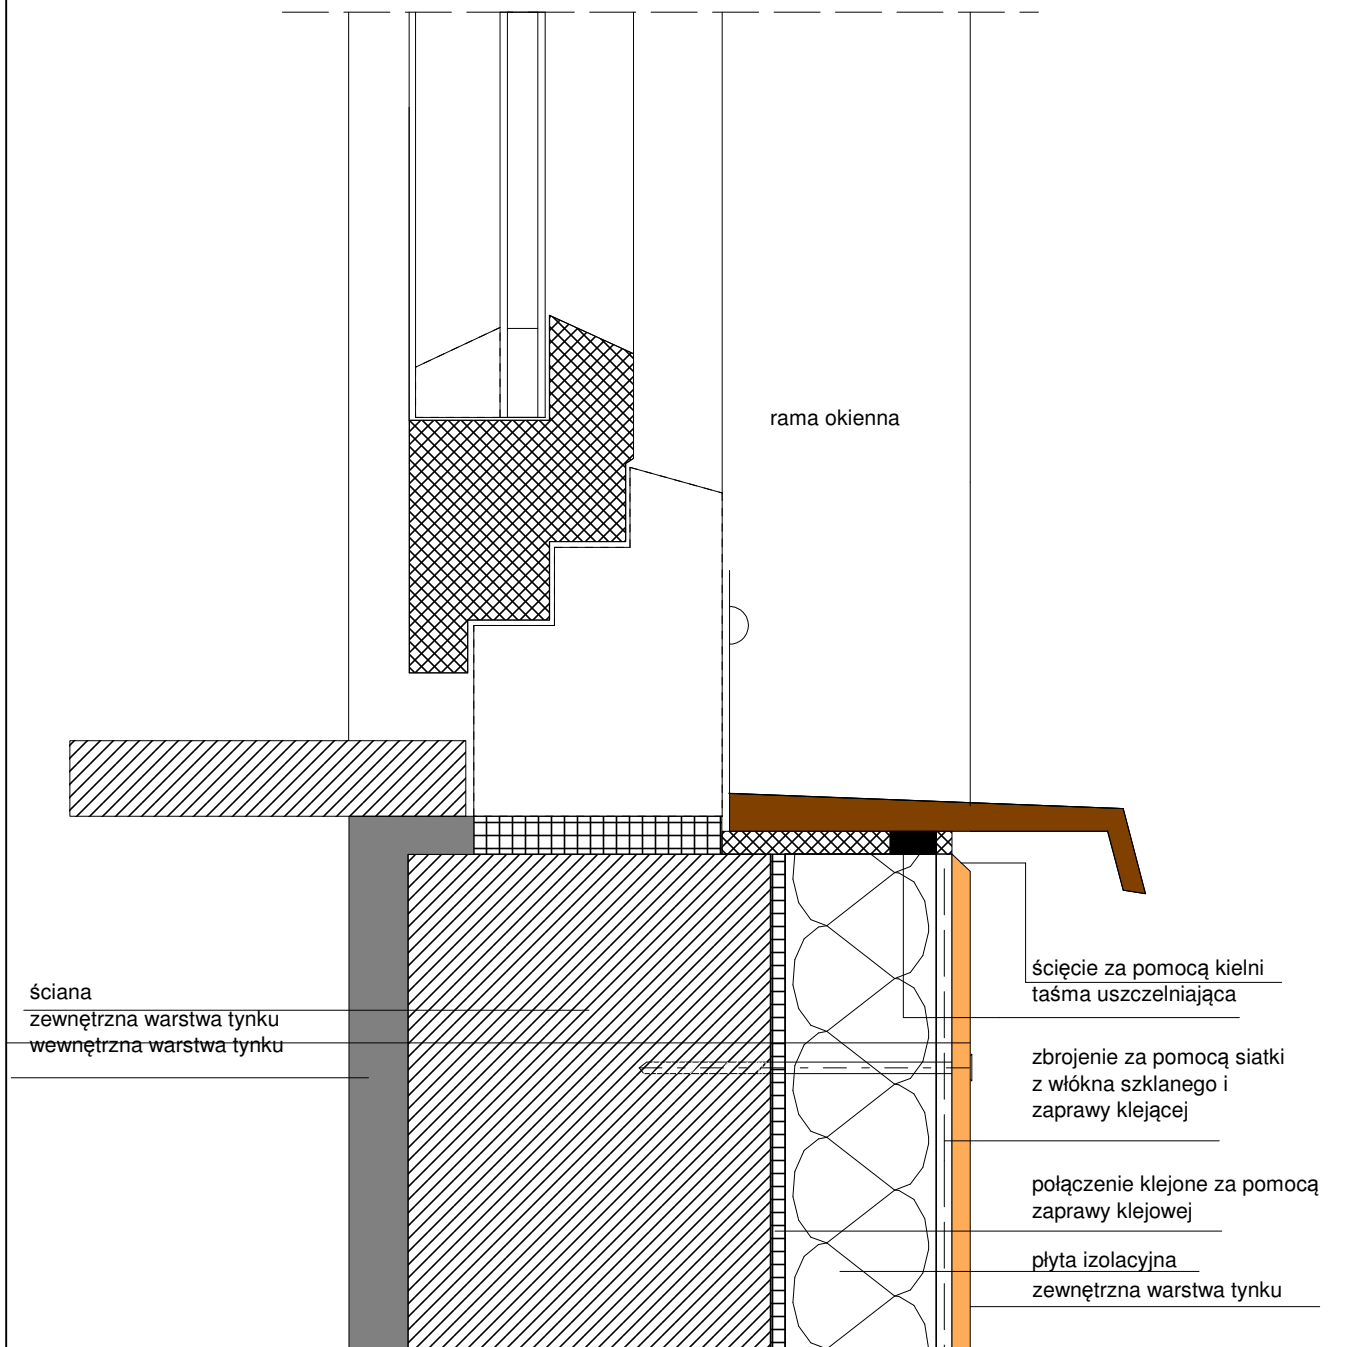 rama okienna
ściana
zewnętrzna warstwa tynku
wewnętrzna warstwa tynku
ścięcie za pomocą kielni
taśma uszczelniająca
zbrojenie za pomocą siatki
z włókna szklanego i
zaprawy klejącej
połączenie klejone za pomocą
zaprawy klejowej
płyta izolacyjna
zewnętrzna warstwa tynku